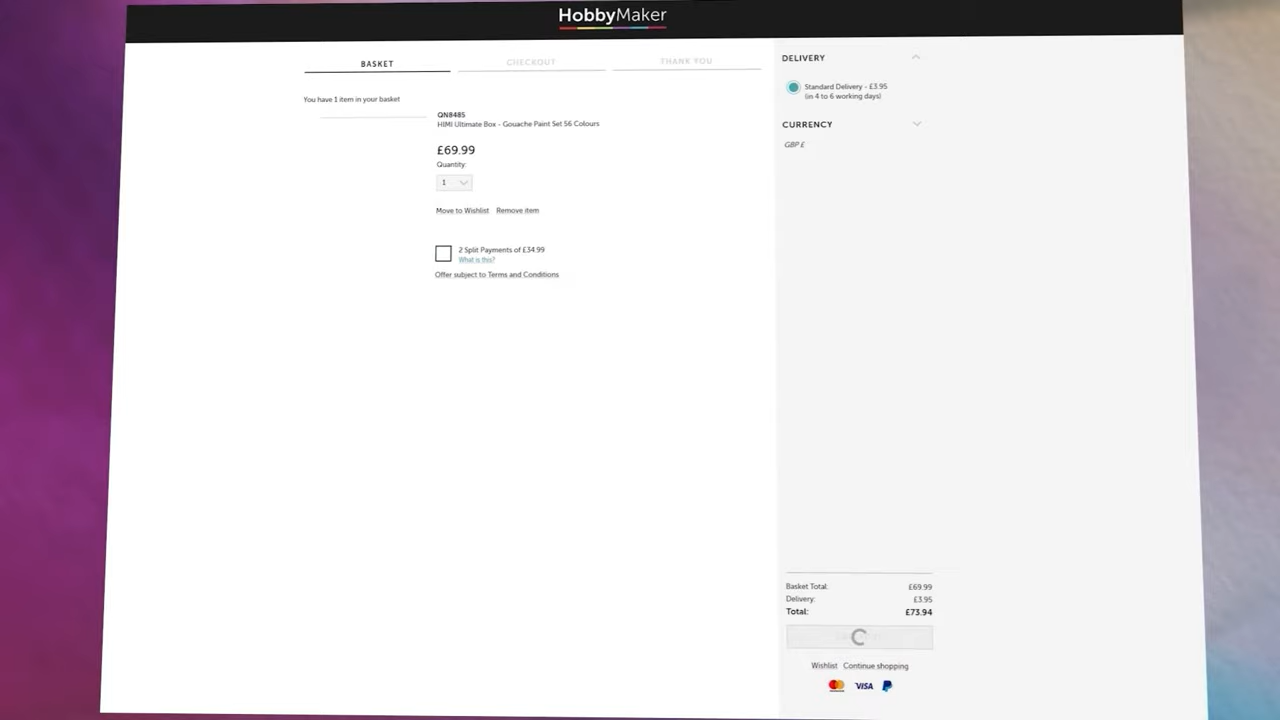 HobbyMaker
BASKET
CHECKOUT
THANK YOU
You have 1 item in your basket
QN8485
HIMI Ultimate Box - Gouache Paint Set 56 Colours
£69.99
Quantity:
1
Move to Wishlist Remove item
2 Split Payments of £34.99
What is this?
Offer subject to Terms and Conditions
DELIVERY
Standard Delivery - £3.95
(in 4 to 6 working days)
CURRENCY
GBP £
Basket Total: £69.99
Delivery: £3.95
Total: £73.94
Wishlist Continue shopping
VISA